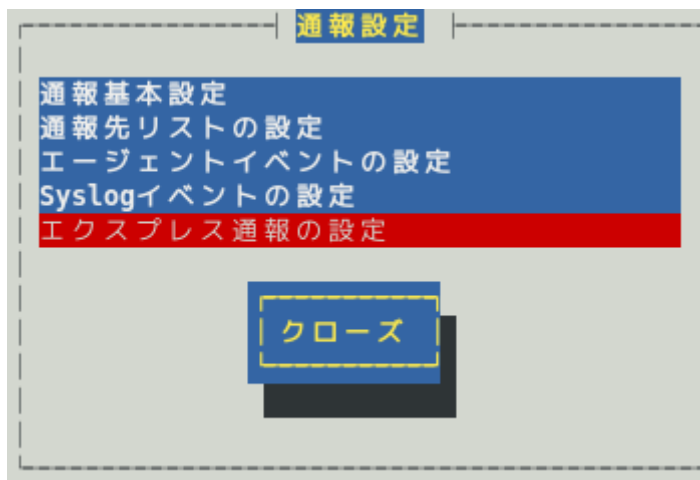 通報設定
通報基本設定
通報先リストの設定
エージェントイベントの設定
Syslogイベントの設定
エクスプレス通報の設定
クローズ